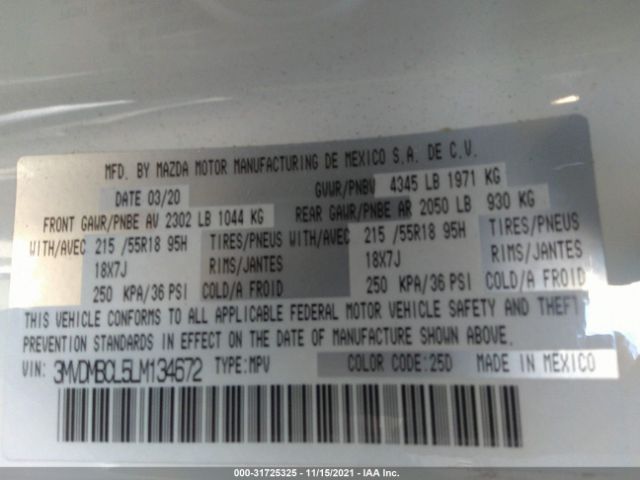 MFD. BY MAZDA MOTOR MANUFACTURING DE MEXICO S.A. DE C.V.
DATE 03/20 GVWR/PNBV 4345 LB 1971 KG
FRONT GAWR/PNBE AV 2302 LB 1044 KG REAR GAWR/PNBE AR 2050 LB 930 KG
WITH/AVEC 215 /55R18 95H TIRES/PNEUS WITH/AVEC 215 /55R18 95H TIRES/PNEUS
18X7J RIMS/JANTES 18X7J RIMS/JANTES
250 KPA/36 PSI COLD/A FROID 250 KPA/36 PSI COLD/A FROID
THIS VEHICLE CONFORMS TO ALL APPLICABLE FEDERAL MOTOR VEHICLE SAFETY AND THEFT
PREVENTION STANDARDS IN EFFECT ON THE DATE OF MANUFACTURE SHOWN ABOVE.
VIN: 3MVDMBCL5LM134672 TYPE:MPV COLOR CODE:25D MADE IN MEXICO
000-31725325 - 11/15/2021 - IAA Inc.